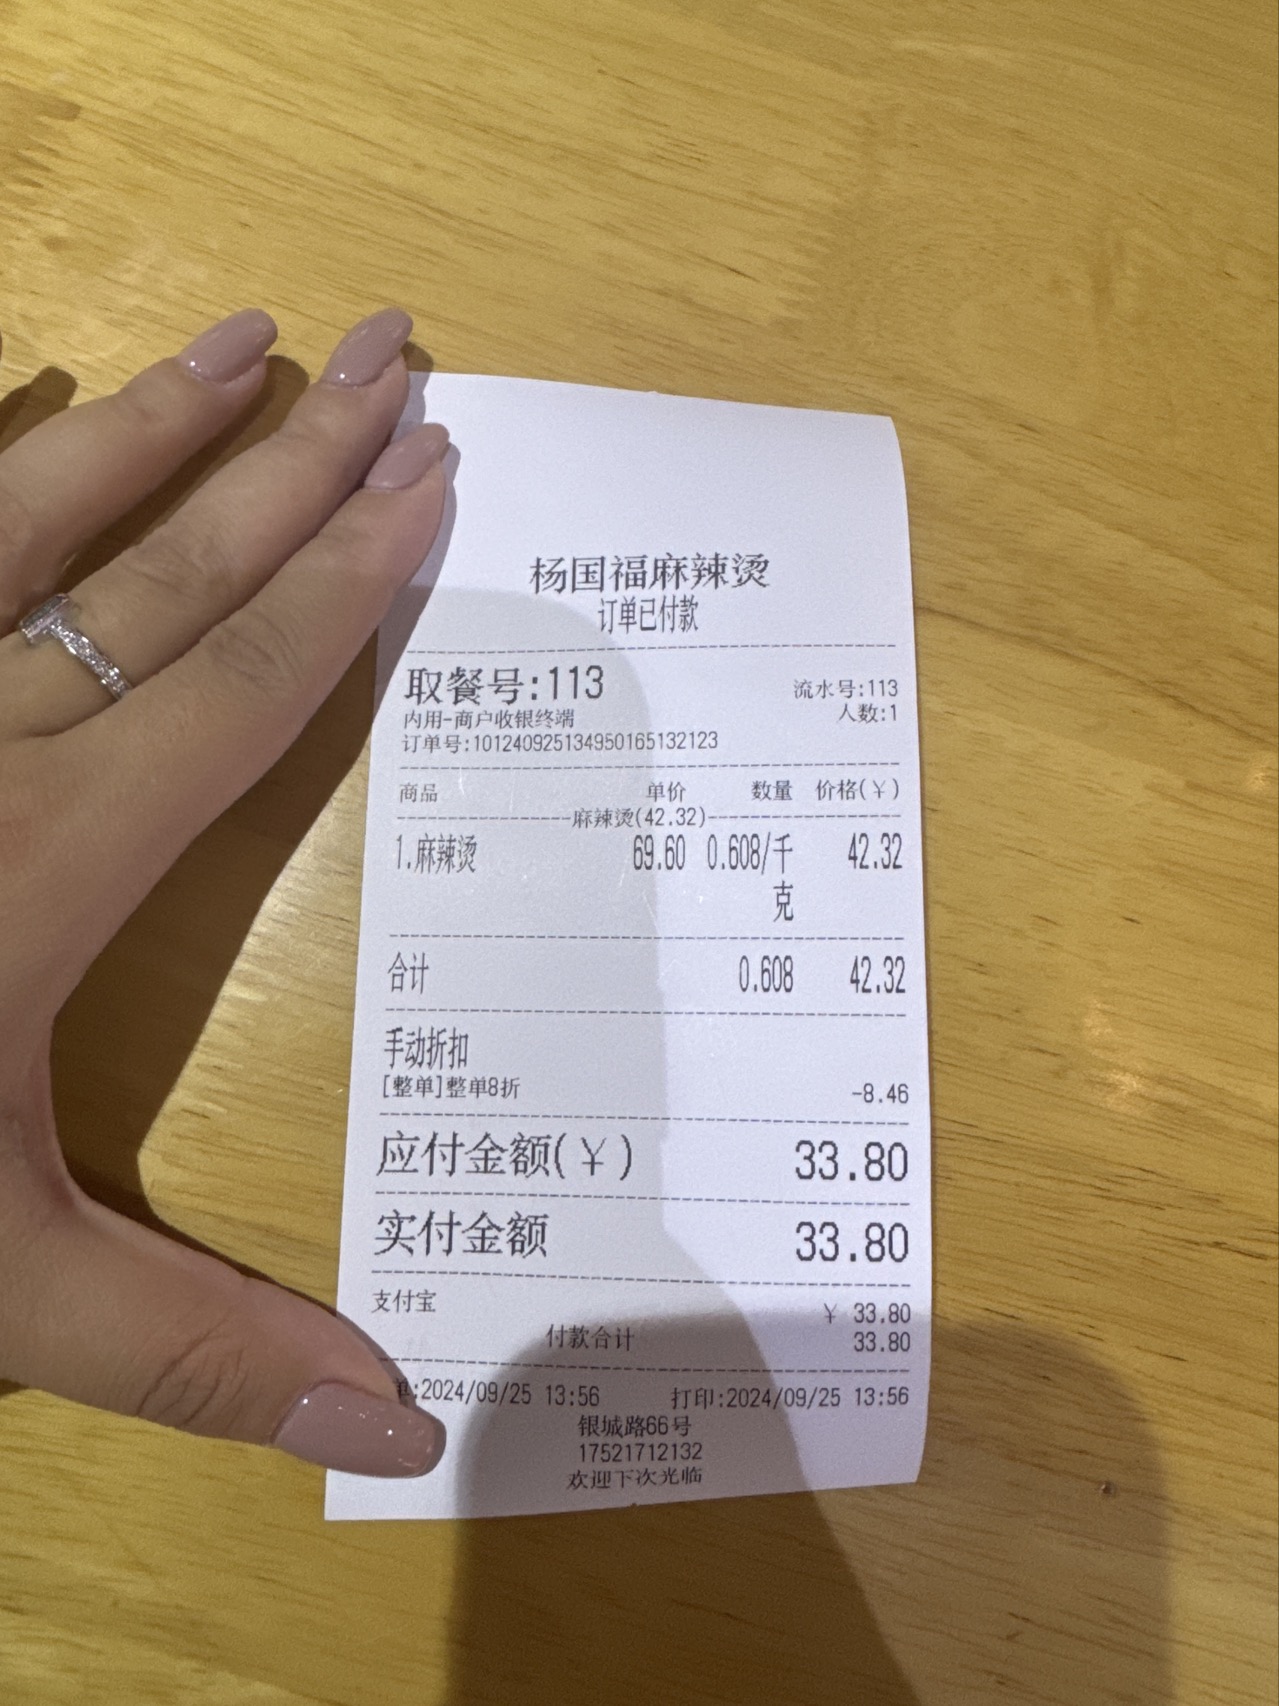 杨国福麻辣烫
订单已付款
取餐号:113 流水号:113
内用-商户收银终端 人数:1
订单号:101240925134950165132123
商品 单价 数量 价格(¥)
麻辣烫(42.32)
1.麻辣烫 69.60 0.608/千克 42.32
合计 0.608 42.32
手动折扣
[整单]整单8折 -8.46
应付金额(¥) 33.80
实付金额 33.80
支付宝 ¥ 33.80
付款合计 33.80
单:2024/09/25 13:56 打印:2024/09/25 13:56
银城路66号
17521712132
欢迎下次光临